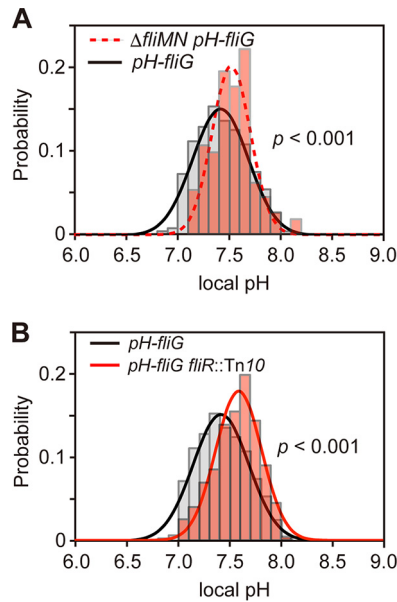 A
ΔfliMN pH-fliG
pH-fliG
0.2
0.1
0
Probability
p < 0.001
6.0 6.5 7.0 7.5 8.0 8.5 9.0
local pH
B
pH-fliG
pH-fliG fliR::Tn10
0.2
0.1
0
Probability
p < 0.001
6.0 6.5 7.0 7.5 8.0 8.5 9.0
local pH